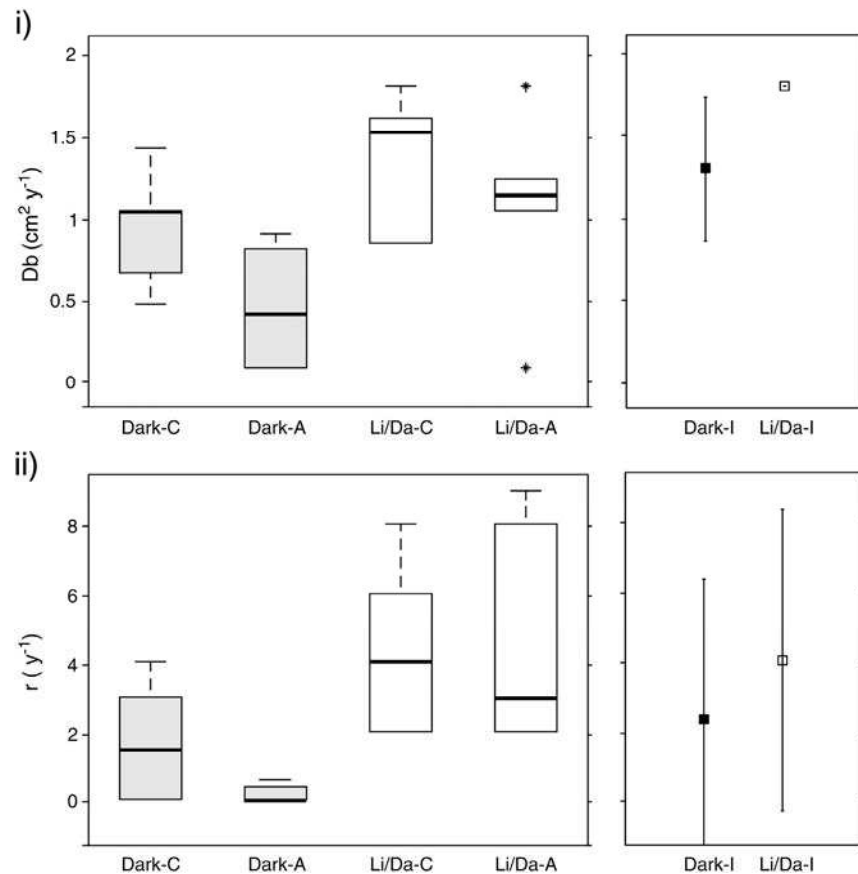 i)
2
1.5
1
0.5
0
Db (cm² y⁻¹)
Dark-C Dark-A Li/Da-C Li/Da-A
Dark-I Li/Da-I
ii)
8
6
4
2
0
r ( y⁻¹)
Dark-C Dark-A Li/Da-C Li/Da-A
Dark-I Li/Da-I